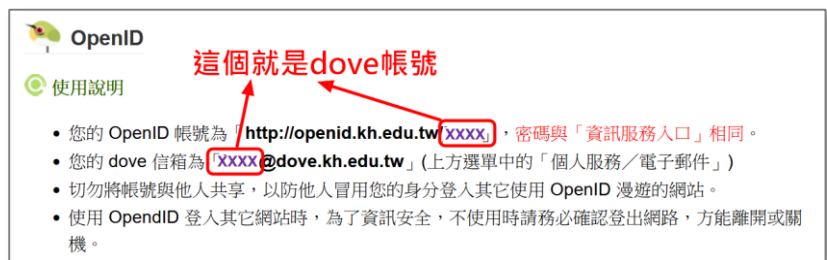 OpenID
這個就是dove帳號
使用說明
• 您的 OpenID 帳號為「http://openid.kh.edu.tw/xxxx」，密碼與「資訊服務入口」相同。
• 您的 dove 信箱為「xxxx@dove.kh.edu.tw」(上方選單中的「個人服務／電子郵件」)
• 切勿將帳號與他人共享，以防他人冒用您的身分登入其它使用 OpenID 漫遊的網站。
• 使用 OpendID 登入其它網站時，為了資訊安全，不使用時請務必確認登出網路，方能離開或關
機。